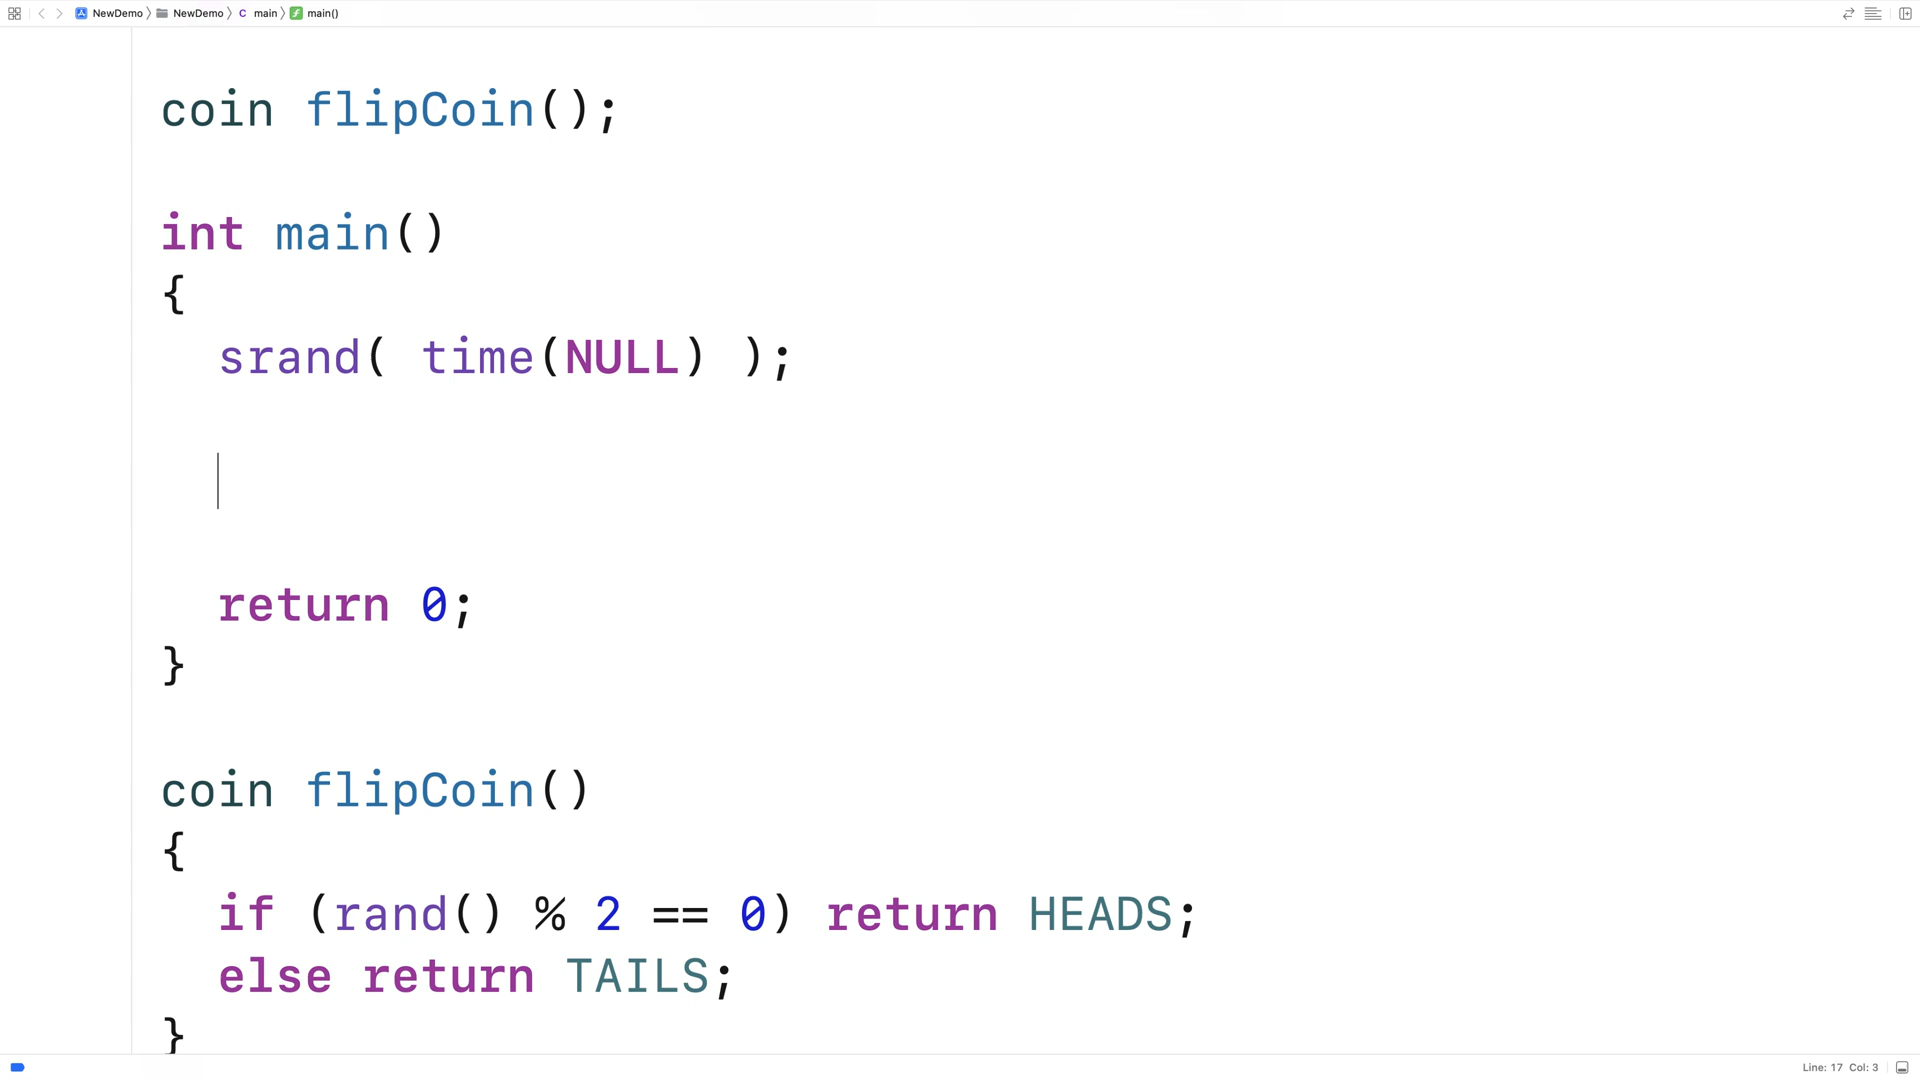 NewDemo 〉 NewDemo 〉 C main 〉 f main()
coin flipCoin();
int main()
{
srand( time(NULL) );
return 0;
}
coin flipCoin()
{
if (rand() % 2 == 0) return HEADS;
else return TAILS;
}
Line: 17 Col: 3